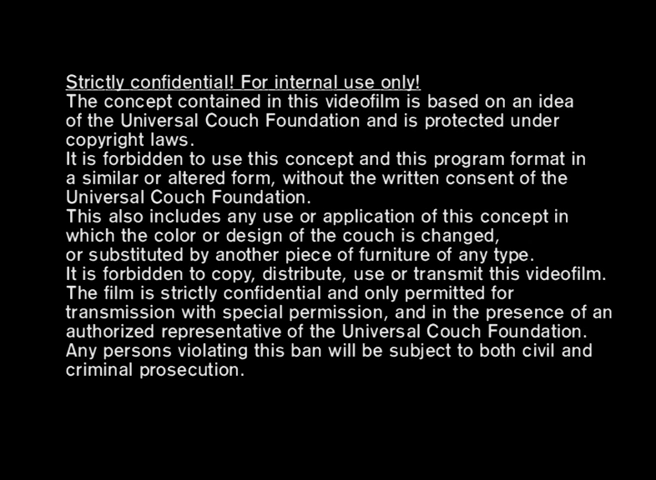 Strictly confidential! For internal use only!
The concept contained in this videofilm is based on an idea
of the Universal Couch Foundation and is protected under
copyright laws.
It is forbidden to use this concept and this program format in
a similar or altered form, without the written consent of the
Universal Couch Foundation.
This also includes any use or application of this concept in
which the color or design of the couch is changed,
or substituted by another piece of furniture of any type.
It is forbidden to copy, distribute, use or transmit this videofilm.
The film is strictly confidential and only permitted for
transmission with special permission, and in the presence of an
authorized representative of the Universal Couch Foundation.
Any persons violating this ban will be subject to both civil and
criminal prosecution.